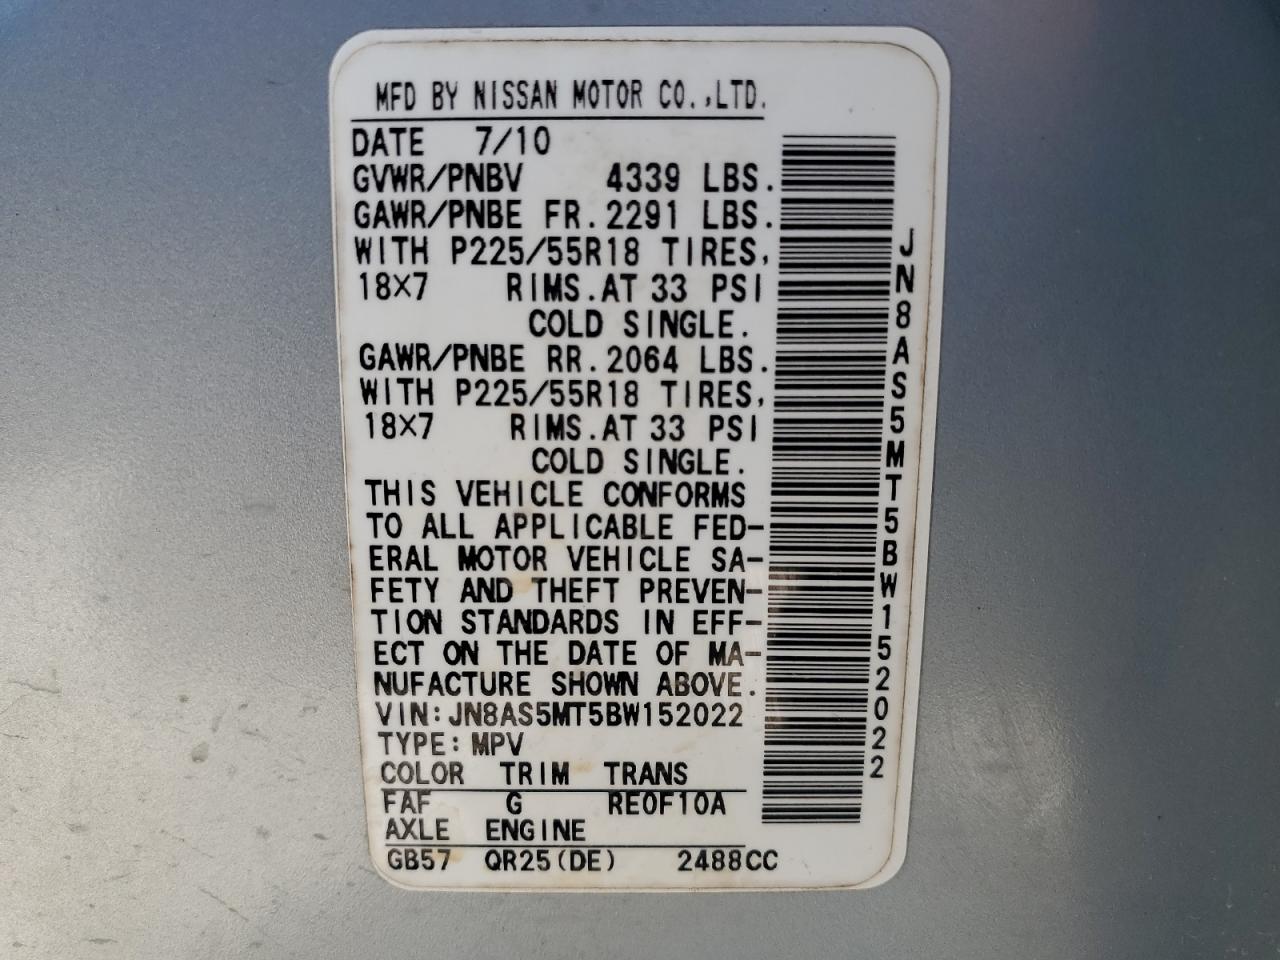 MFD BY NISSAN MOTOR CO.,LTD.
DATE 7/10
GVWR/PNBV 4339 LBS.
GAWR/PNBE FR.2291 LBS.
WITH P225/55R18 TIRES,
18×7 RIMS.AT 33 PSI
COLD SINGLE.
GAWR/PNBE RR.2064 LBS.
WITH P225/55R18 TIRES,
18×7 RIMS.AT 33 PSI
COLD SINGLE.
THIS VEHICLE CONFORMS
TO ALL APPLICABLE FED-
ERAL MOTOR VEHICLE SA-
FETY AND THEFT PREVEN-
TION STANDARDS IN EFF-
ECT ON THE DATE OF MA-
NUFACTURE SHOWN ABOVE.
VIN:JN8AS5MT5BW152022
TYPE:MPV
COLOR TRIM TRANS
FAF G RE0F10A
AXLE ENGINE
GB57 QR25(DE) 2488CC
JN8AS5MT5BW152022